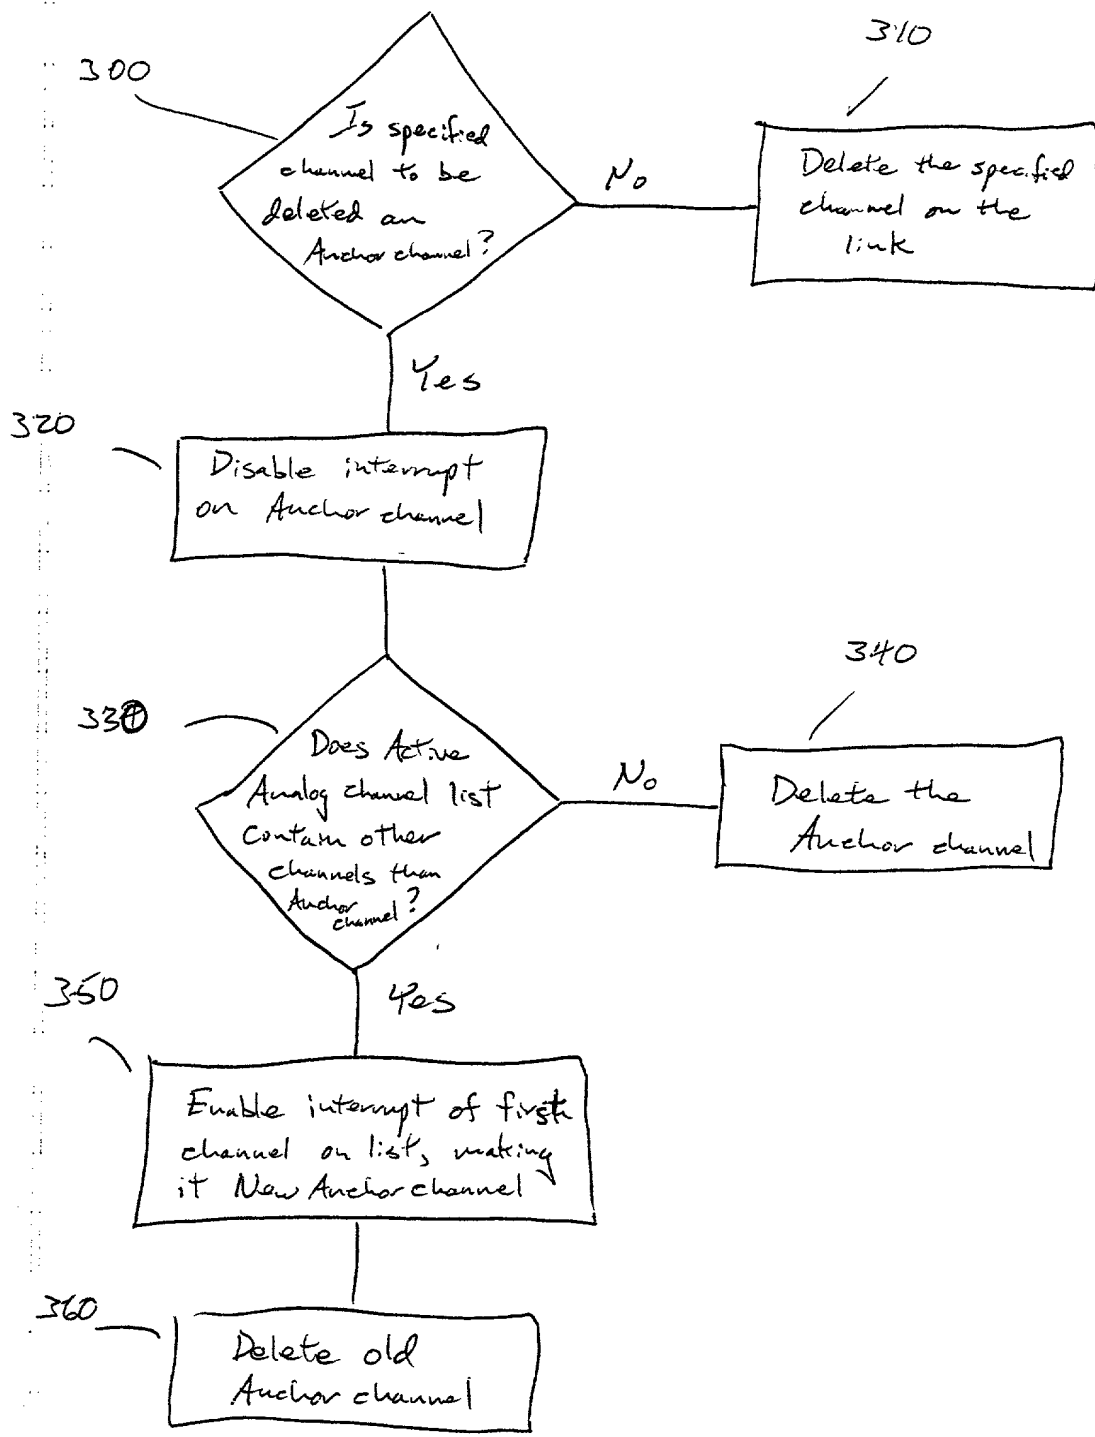 310
300
Is specified
channel to be
deleted an
Anchor channel?
No
Delete the specified
channel on the
link
Yes
320
Disable interrupt
on Anchor channel
340
330
Does Active
Analog channel list
Contain other
channels than
Anchor
channel?
No
Delete the
Anchor channel
Yes
350
Enable interrupt of first
channel on list, making
it New Anchor channel
360
Delete old
Anchor channel